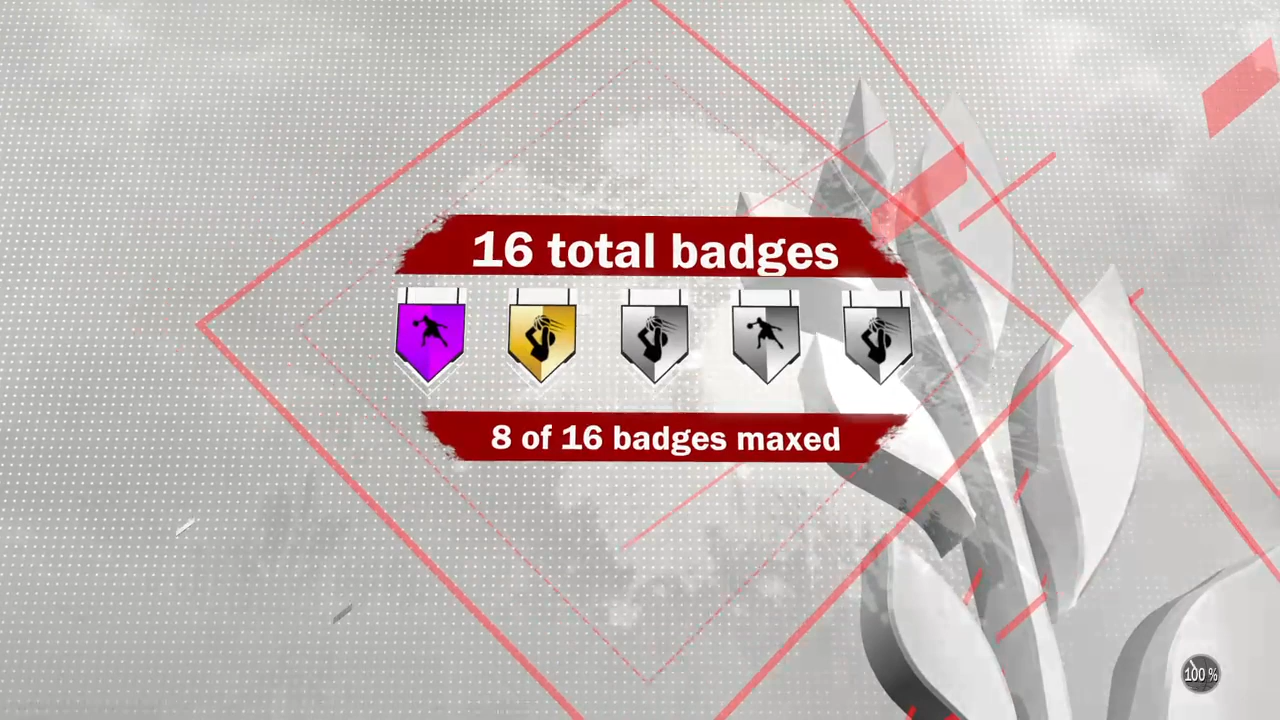 16 total badges
8 of 16 badges maxed
100 %